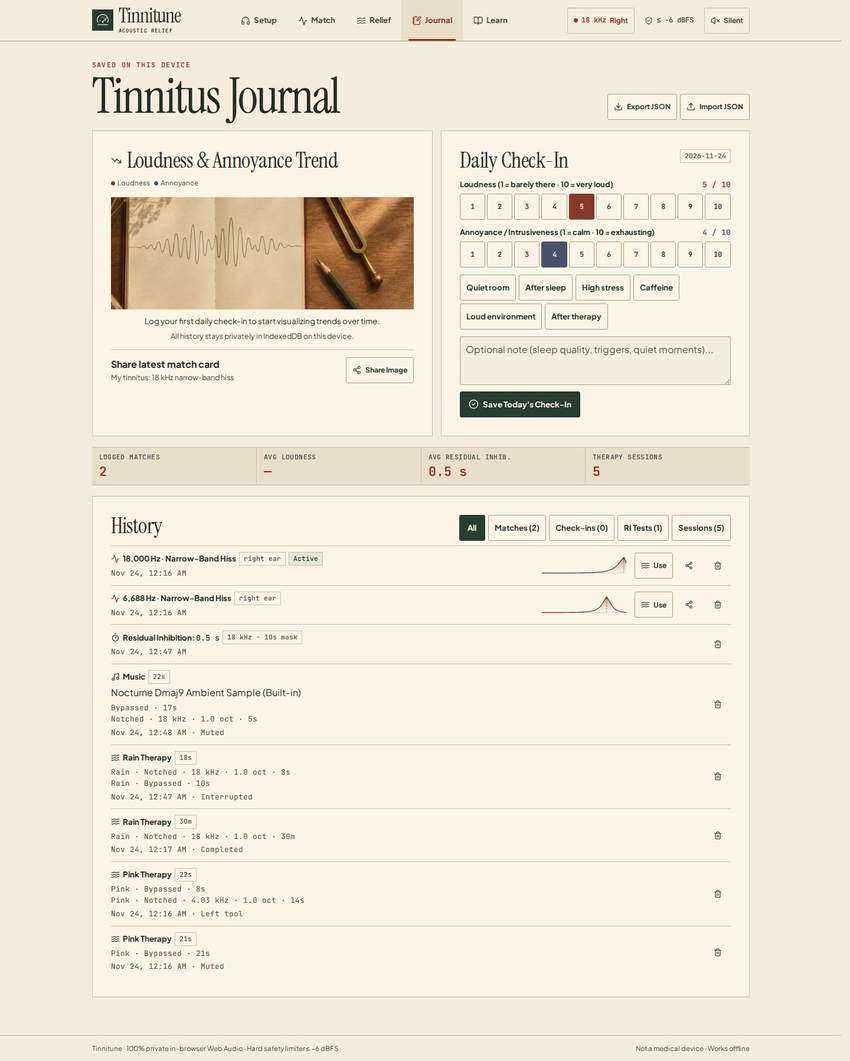 Tinnitune
ACOUSTIC RELIEF
Setup
Match
Relief
Journal
Learn
18 kHz Right
≤ -6 dBFS
Silent
SAVED ON THIS DEVICE
Tinnitus Journal
Export JSON
Import JSON
Loudness & Annoyance Trend
Loudness Annoyance
Log your first daily check-in to start visualizing trends over time.
All history stays privately in IndexedDB on this device.
Share latest match card
My tinnitus: 18 kHz narrow-band hiss
Share Image
Daily Check-In
2026-11-24
Loudness (1 = barely there · 10 = very loud) 5 / 10
1 2 3 4 5 6 7 8 9 10
Annoyance / Intrusiveness (1 = calm · 10 = exhausting) 4 / 10
1 2 3 4 5 6 7 8 9 10
Quiet room After sleep High stress Caffeine
Loud environment After therapy
Optional note (sleep quality, triggers, quiet moments)...
Save Today's Check-In
LOGGED MATCHES
2
AVG LOUDNESS
—
AVG RESIDUAL INHIB.
0.5 s
THERAPY SESSIONS
5
History
All Matches (2) Check-ins (0) RI Tests (1) Sessions (5)
18,000 Hz · Narrow-Band Hiss right ear Active
Nov 24, 12:16 AM
Use
6,688 Hz · Narrow-Band Hiss right ear
Nov 24, 12:16 AM
Use
Residual Inhibition: 0.5 s 18 kHz · 10s mask
Nov 24, 12:47 AM
Music 22s
Nocturne Dmaj9 Ambient Sample (Built-in)
Bypassed · 17s
Notched · 18 kHz · 1.0 oct · 5s
Nov 24, 12:48 AM · Muted
Rain Therapy 18s
Rain · Notched · 18 kHz · 1.0 oct · 8s
Rain · Bypassed · 10s
Nov 24, 12:47 AM · Interrupted
Rain Therapy 30m
Rain · Notched · 18 kHz · 1.0 oct · 30m
Nov 24, 12:17 AM · Completed
Pink Therapy 22s
Pink · Bypassed · 8s
Pink · Notched · 4.03 kHz · 1.0 oct · 14s
Nov 24, 12:16 AM · Left tool
Pink Therapy 21s
Pink · Bypassed · 21s
Nov 24, 12:16 AM · Muted
Tinnitune · 100% private in-browser Web Audio · Hard safety limiter ≤ -6 dBFS
Not a medical device · Works offline